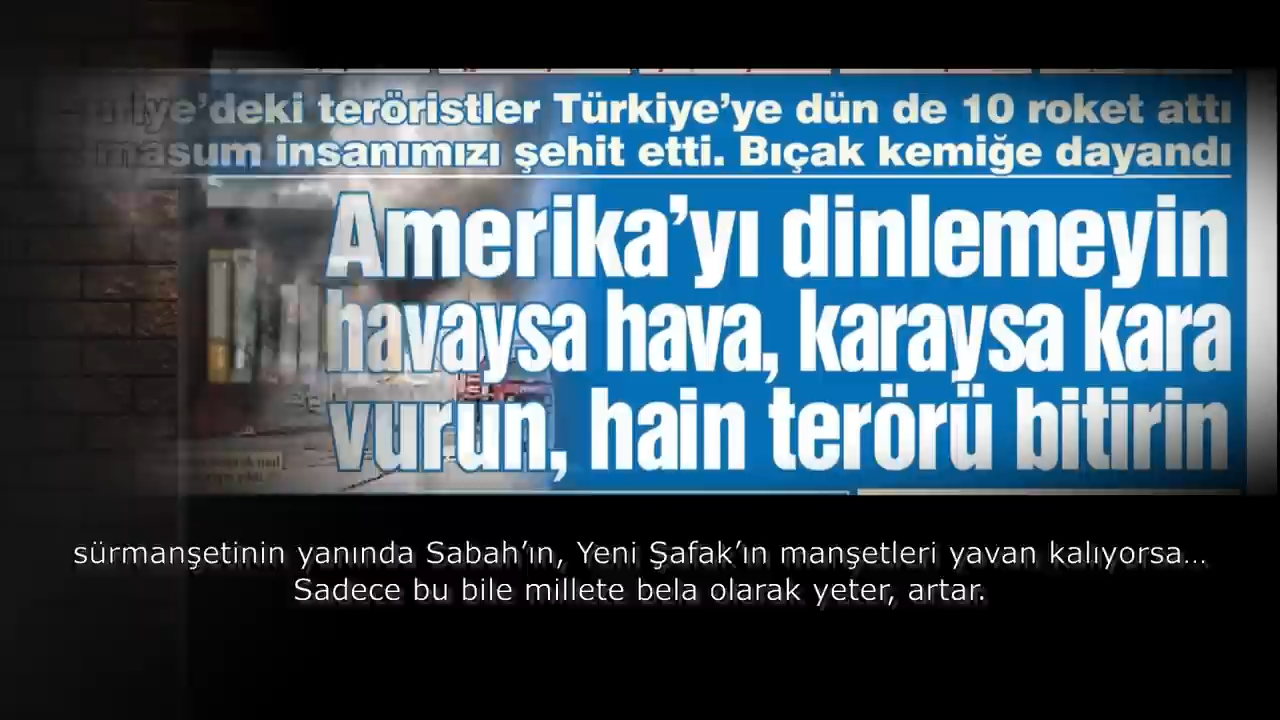 teröristler Türkiye’ye dün de 10 roket attı
masum insanımızı şehit etti. Bıçak kemiğe dayandı
Amerika’yı dinlemeyin
havaysa hava, karaysa kara
vurun, hain terörü bitirin
sürmanşetinin yanında Sabah’ın, Yeni Şafak’ın manşetleri yavan kalıyorsa...
Sadece bu bile millete bela olarak yeter, artar.